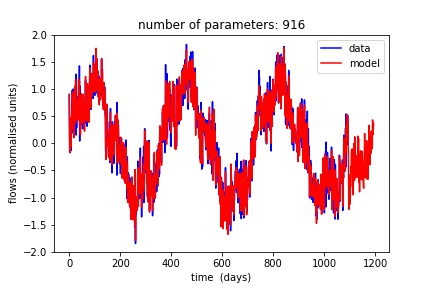 number of parameters: 916
2.0
1.5
1.0
0.5
0.0
−0.5
−1.0
−1.5
−2.0
flows (normalised units)
data
model
0 200 400 600 800 1000 1200
time (days)